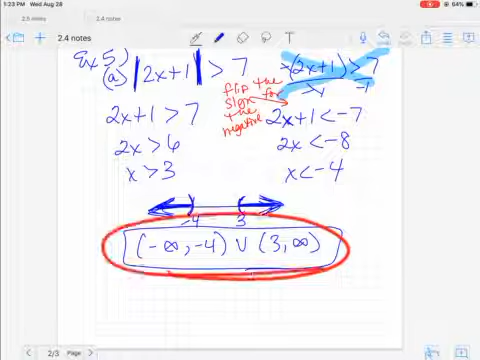 1:23 PM Wed Aug 28
64%
2.5 notes
2.4 notes
2.4 notes
Ex 5)
(a) |2x+1| > 7
-(2x+1) > 7
-1 -1
flip the
sign for
the
negative
2x+1 > 7
2x+1 < -7
2x > 6
2x < -8
x > 3
x < -4
-4 3
(-∞, -4) ∪ (3, ∞)
2/3 Page